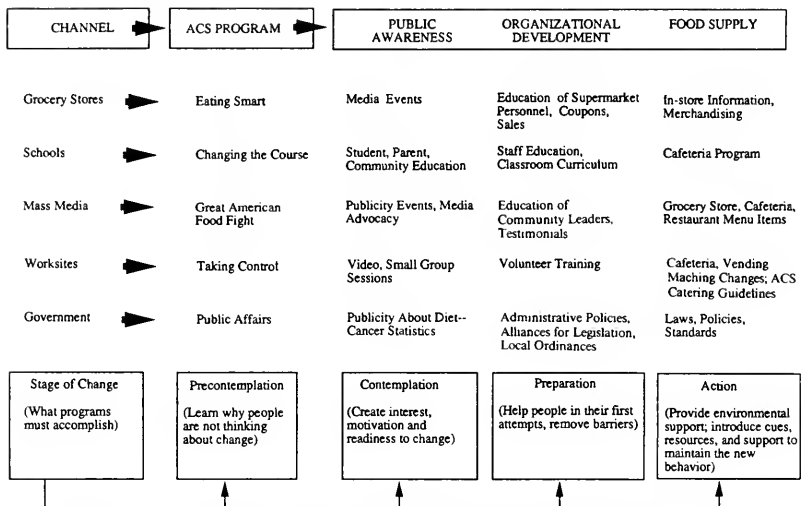 CHANNEL
ACS PROGRAM
PUBLIC
AWARENESS
ORGANIZATIONAL
DEVELOPMENT
FOOD SUPPLY
Grocery Stores
Eating Smart
Media Events
Education of Supermarket
Personnel, Coupons,
Sales
In-store Information,
Merchandising
Schools
Changing the Course
Student, Parent,
Community Education
Staff Education,
Classroom Curriculum
Cafeteria Program
Mass Media
Great American
Food Fight
Publicity Events, Media
Advocacy
Education of
Community Leaders,
Testimonials
Grocery Store, Cafeteria,
Restaurant Menu Items
Worksites
Taking Control
Video, Small Group
Sessions
Volunteer Training
Cafeteria, Vending
Maching Changes; ACS
Catering Guidelines
Government
Public Affairs
Publicity About Diet--
Cancer Statistics
Administrative Policies,
Alliances for Legislation,
Local Ordinances
Laws, Policies,
Standards
Stage of Change
(What programs
must accomplish)
Precontemplation
(Learn why people
are not thinking
about change)
Contemplation
(Create interest,
motivation and
readiness to change)
Preparation
(Help people in their first
attempts, remove barriers)
Action
(Provide environmental
support; introduce cues,
resources, and support to
maintain the new
behavior)